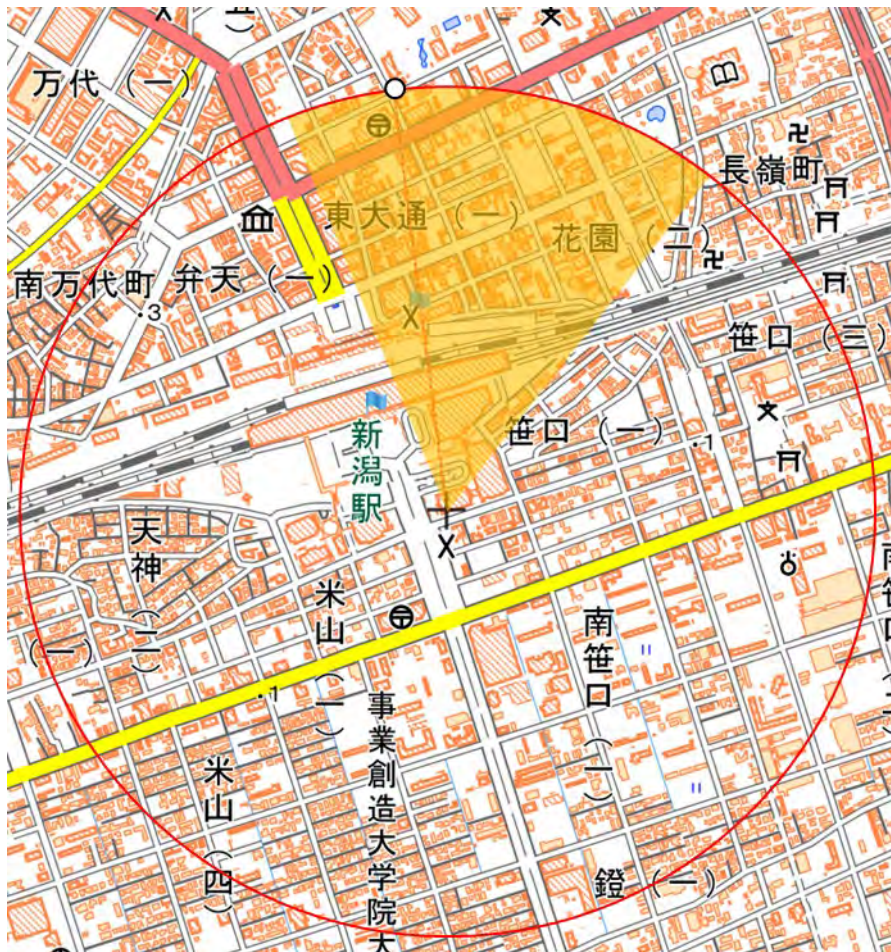 万代(一)
長嶺町
東大通(一)
花園(二)
南万代町
弁天(一)
.3
笹口(三)
笹口(一)
.1
新潟駅
天神(二)
米山(一)
南笹口(一)
(一)
.1
事業創造大学院大
米山(四)
鐙(一)